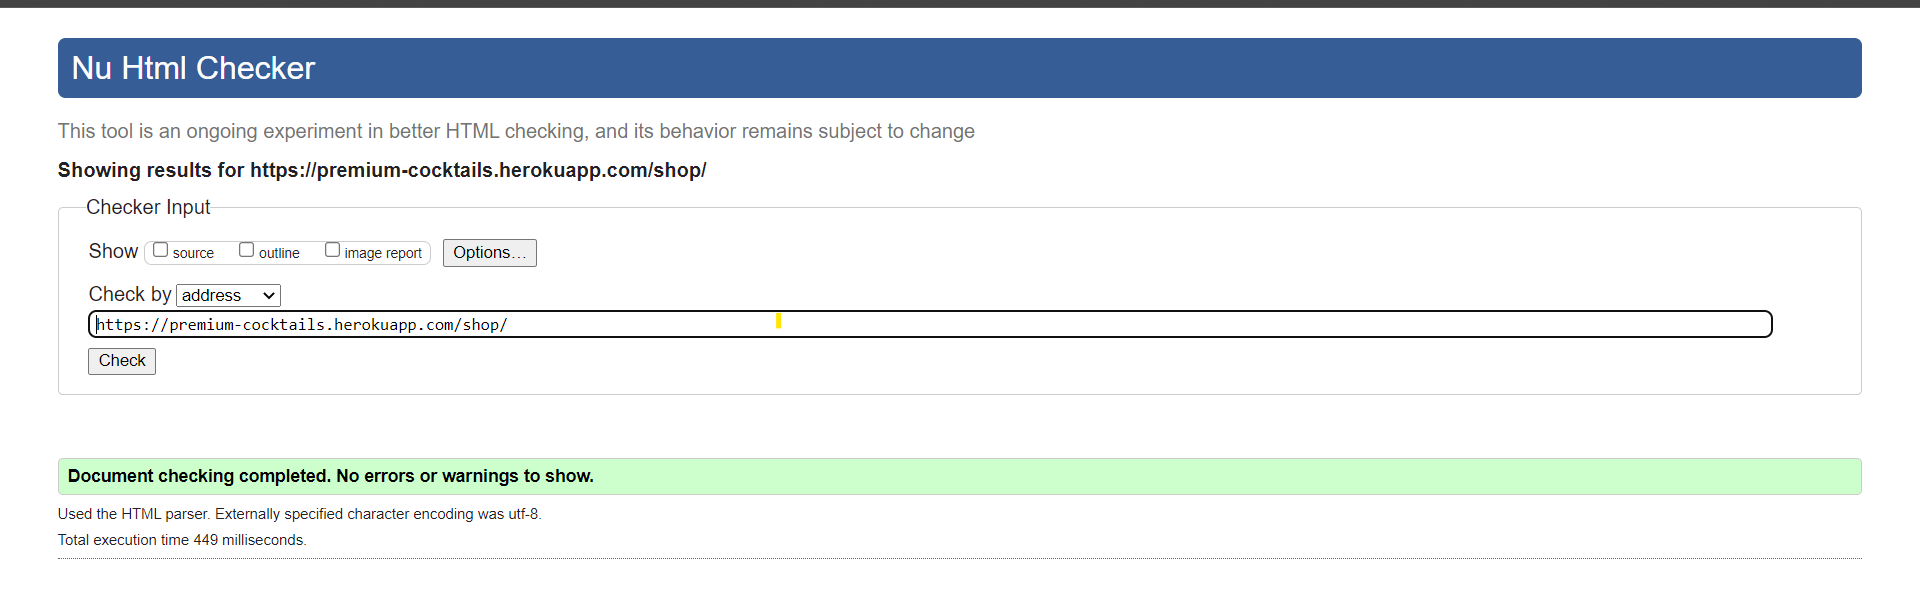 Nu Html Checker
This tool is an ongoing experiment in better HTML checking, and its behavior remains subject to change
Showing results for https://premium-cocktails.herokuapp.com/shop/
Checker Input
Show source outline image report Options...
Check by address
https://premium-cocktails.herokuapp.com/shop/
Check
Document checking completed. No errors or warnings to show.
Used the HTML parser. Externally specified character encoding was utf-8.
Total execution time 449 milliseconds.